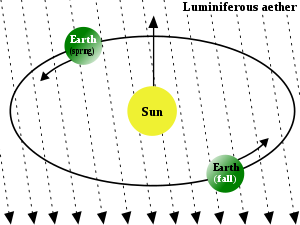 Luminiferous aether
Earth
(spring)
Sun
Earth
(fall)